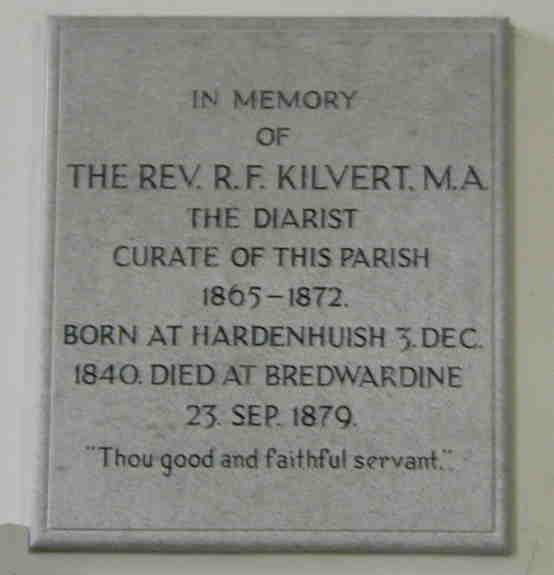 IN MEMORY
OF
THE REV. R.F. KILVERT. M.A.
THE DIARIST
CURATE OF THIS PARISH
1865-1872.
BORN AT HARDENHUISH 3. DEC.
1840. DIED AT BREDWARDINE
23. SEP. 1879.
"Thou good and faithful servant."